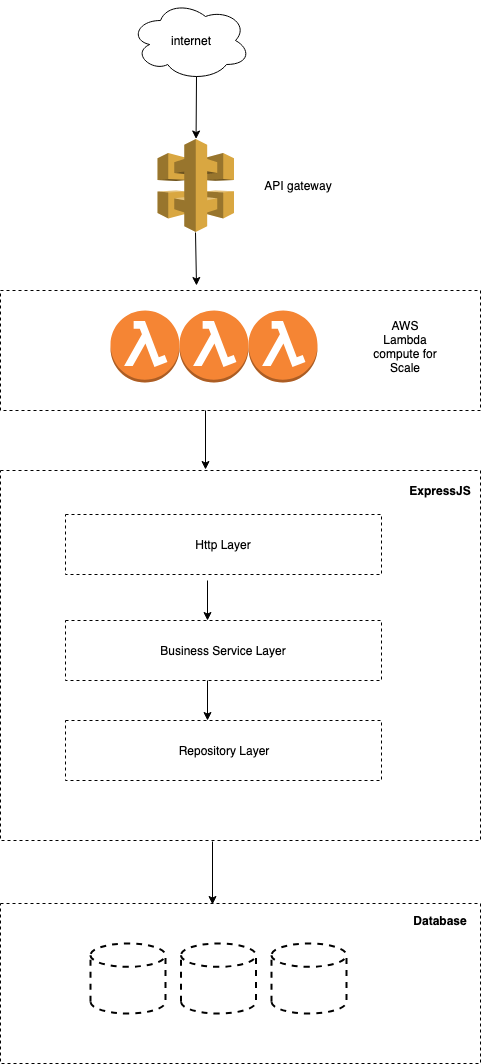 internet
API gateway
AWS
Lambda
compute for
Scale
ExpressJS
Http Layer
Business Service Layer
Repository Layer
Database